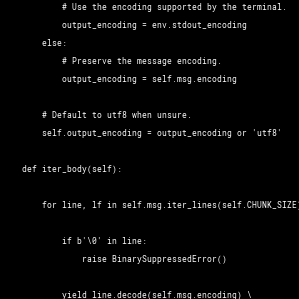 # Use the encoding supported by the terminal.
output_encoding = env.stdout_encoding
else:
# Preserve the message encoding.
output_encoding = self.msg.encoding
# Default to utf8 when unsure.
self.output_encoding = output_encoding or 'utf8'
def iter_body(self):
for line, lf in self.msg.iter_lines(self.CHUNK_SIZE)
if b'\0' in line:
raise BinarySuppressedError()
yield line.decode(self.msg.encoding) \